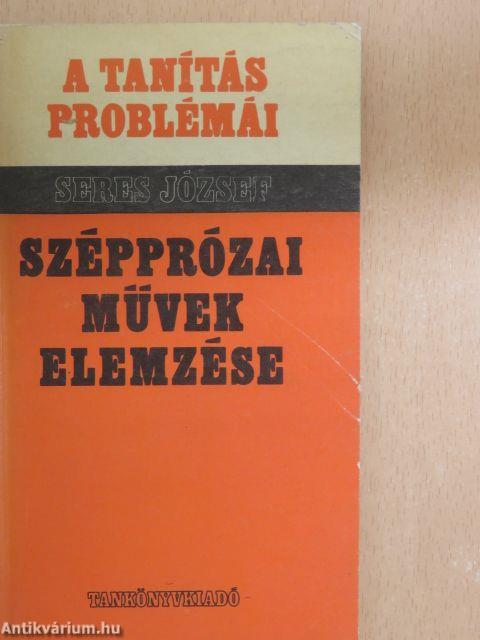 A TANÍTÁS
PROBLÉMÁI
SERES JÓZSEF
SZÉPPRÓZAI
MŰVEK
ELEMZÉSE
TANKÖNYVKIADÓ
Antikvárium.hu